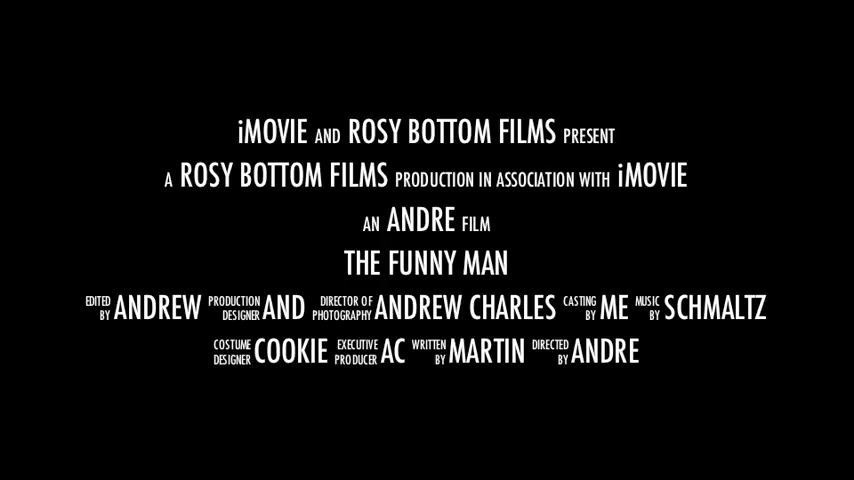 iMOVIE AND ROSY BOTTOM FILMS PRESENT
A ROSY BOTTOM FILMS PRODUCTION IN ASSOCIATION WITH iMOVIE
AN ANDRE FILM
THE FUNNY MAN
EDITED BY ANDREW PRODUCTION DESIGNER AND DIRECTOR OF PHOTOGRAPHY ANDREW CHARLES CASTING BY ME MUSIC BY SCHMALTZ
COSTUME DESIGNER COOKIE EXECUTIVE PRODUCER AC WRITTEN BY MARTIN DIRECTED BY ANDRE